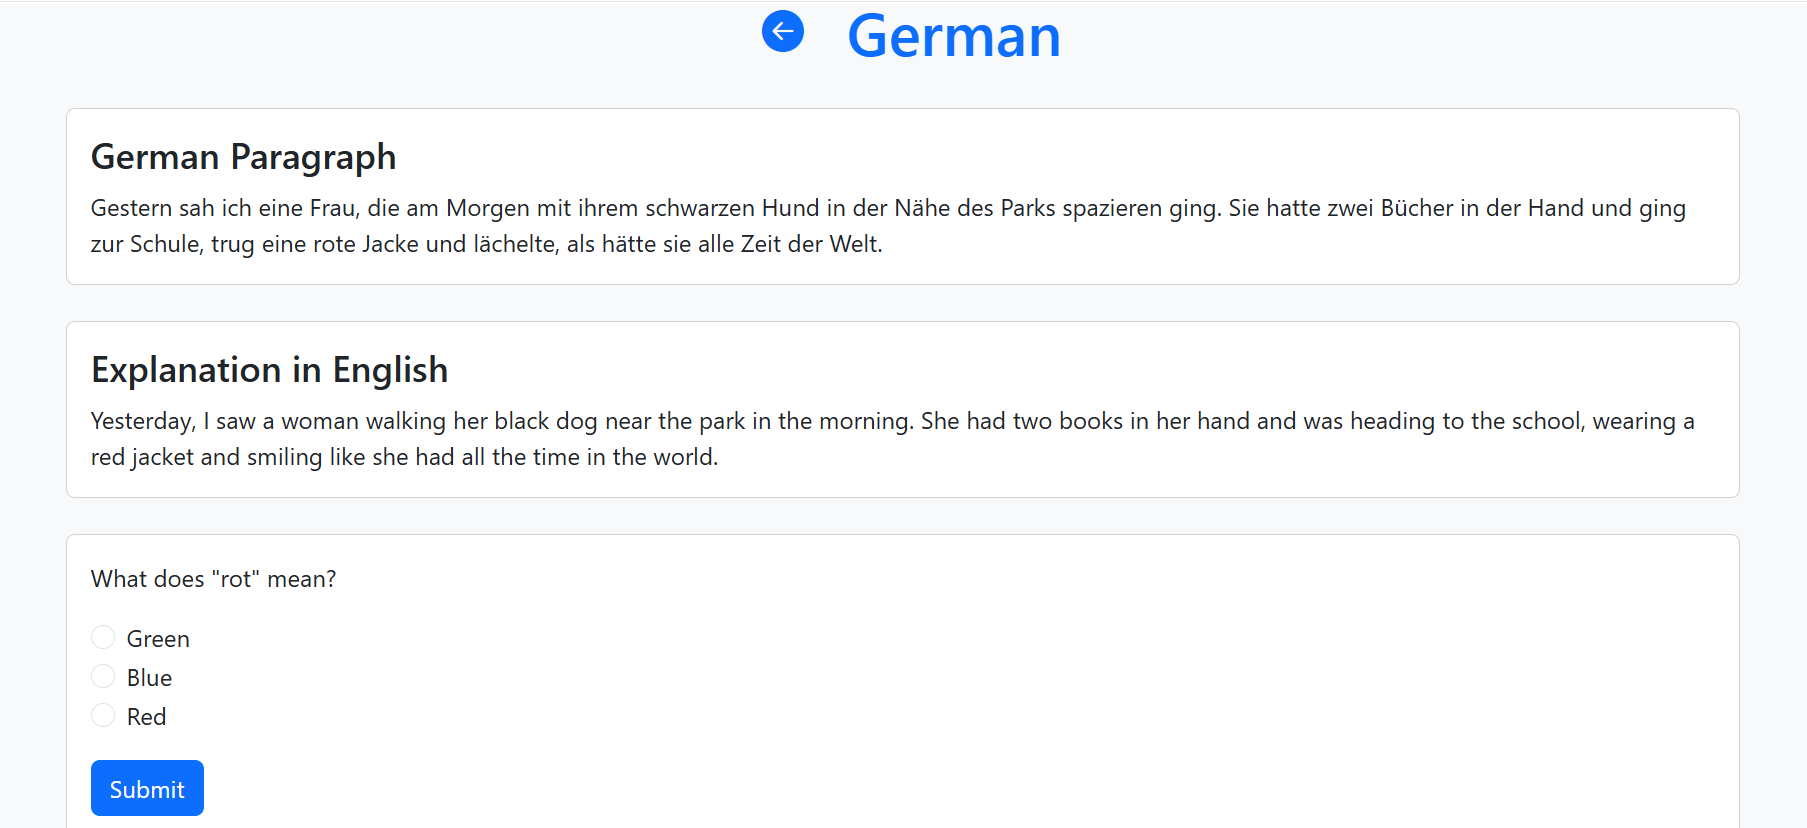 German
German Paragraph
Gestern sah ich eine Frau, die am Morgen mit ihrem schwarzen Hund in der Nähe des Parks spazieren ging. Sie hatte zwei Bücher in der Hand und ging
zur Schule, trug eine rote Jacke und lächelte, als hätte sie alle Zeit der Welt.
Explanation in English
Yesterday, I saw a woman walking her black dog near the park in the morning. She had two books in her hand and was heading to the school, wearing a
red jacket and smiling like she had all the time in the world.
What does "rot" mean?
Green
Blue
Red
Submit